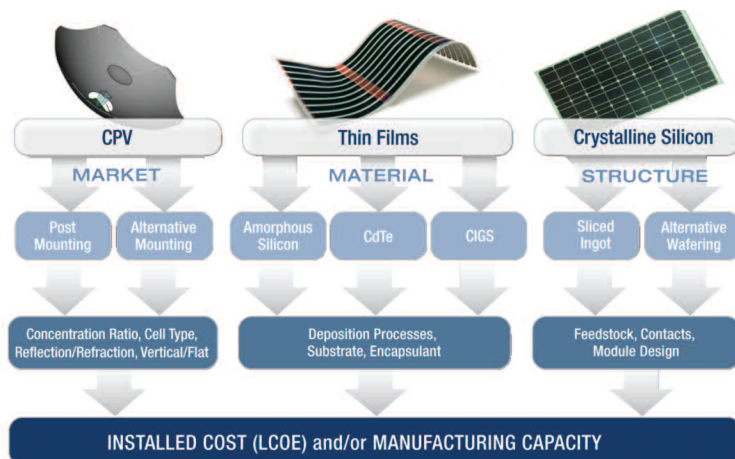 CPV
Thin Films
Crystalline Silicon
MARKET
MATERIAL
STRUCTURE
Post
Mounting
Alternative
Mounting
Amorphous
Silicon
CdTe
CIGS
Sliced
Ingot
Alternative
Wafering
Concentration Ratio, Cell Type,
Reflection/Refraction, Vertical/Flat
Deposition Processes,
Substrate, Encapsulant
Feedstock, Contacts,
Module Design
INSTALLED COST (LCOE) and/or MANUFACTURING CAPACITY